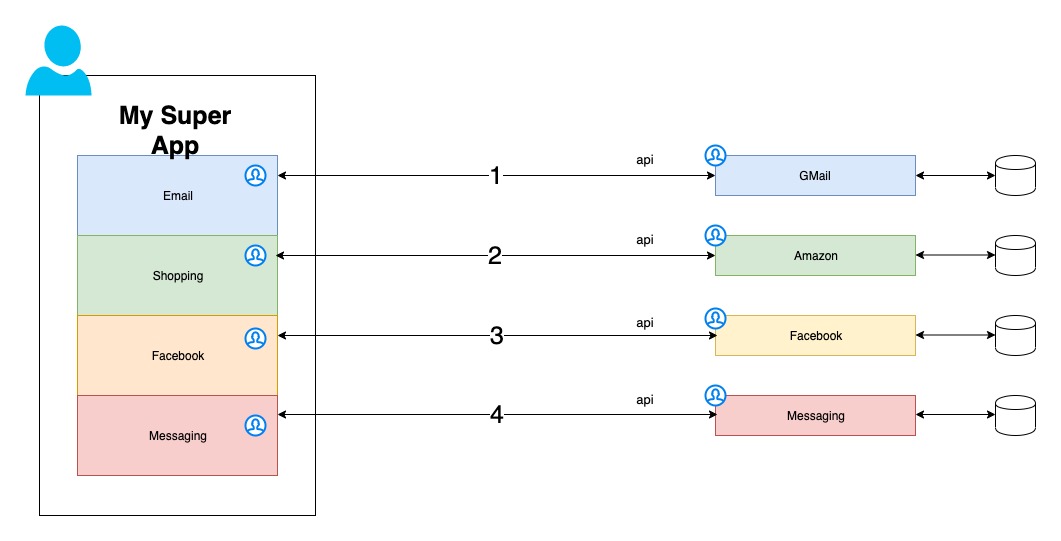 My Super
App
Email
1
api
GMail
Shopping
2
api
Amazon
Facebook
3
api
Facebook
Messaging
4
api
Messaging